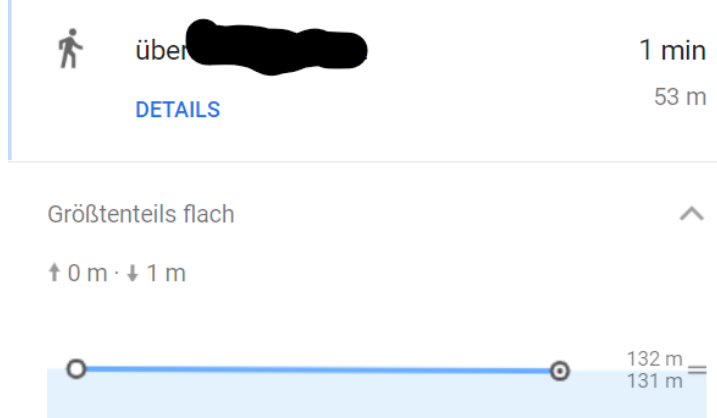 über
1 min
53 m
DETAILS
Größtenteils flach
0 m · 1 m
132 m
131 m